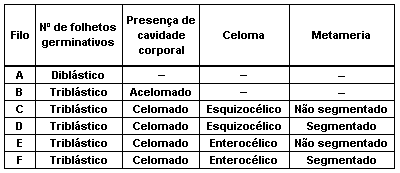 Filo | Nº de folhetos germinativos | Presença de cavidade corporal | Celoma | Metameria
A | Diblástico | – | – | –
B | Triblástico | Acelomado | – | –
C | Triblástico | Celomado | Esquizocélico | Não segmentado
D | Triblástico | Celomado | Esquizocélico | Segmentado
E | Triblástico | Celomado | Enterocélico | Não segmentado
F | Triblástico | Celomado | Enterocélico | Segmentado